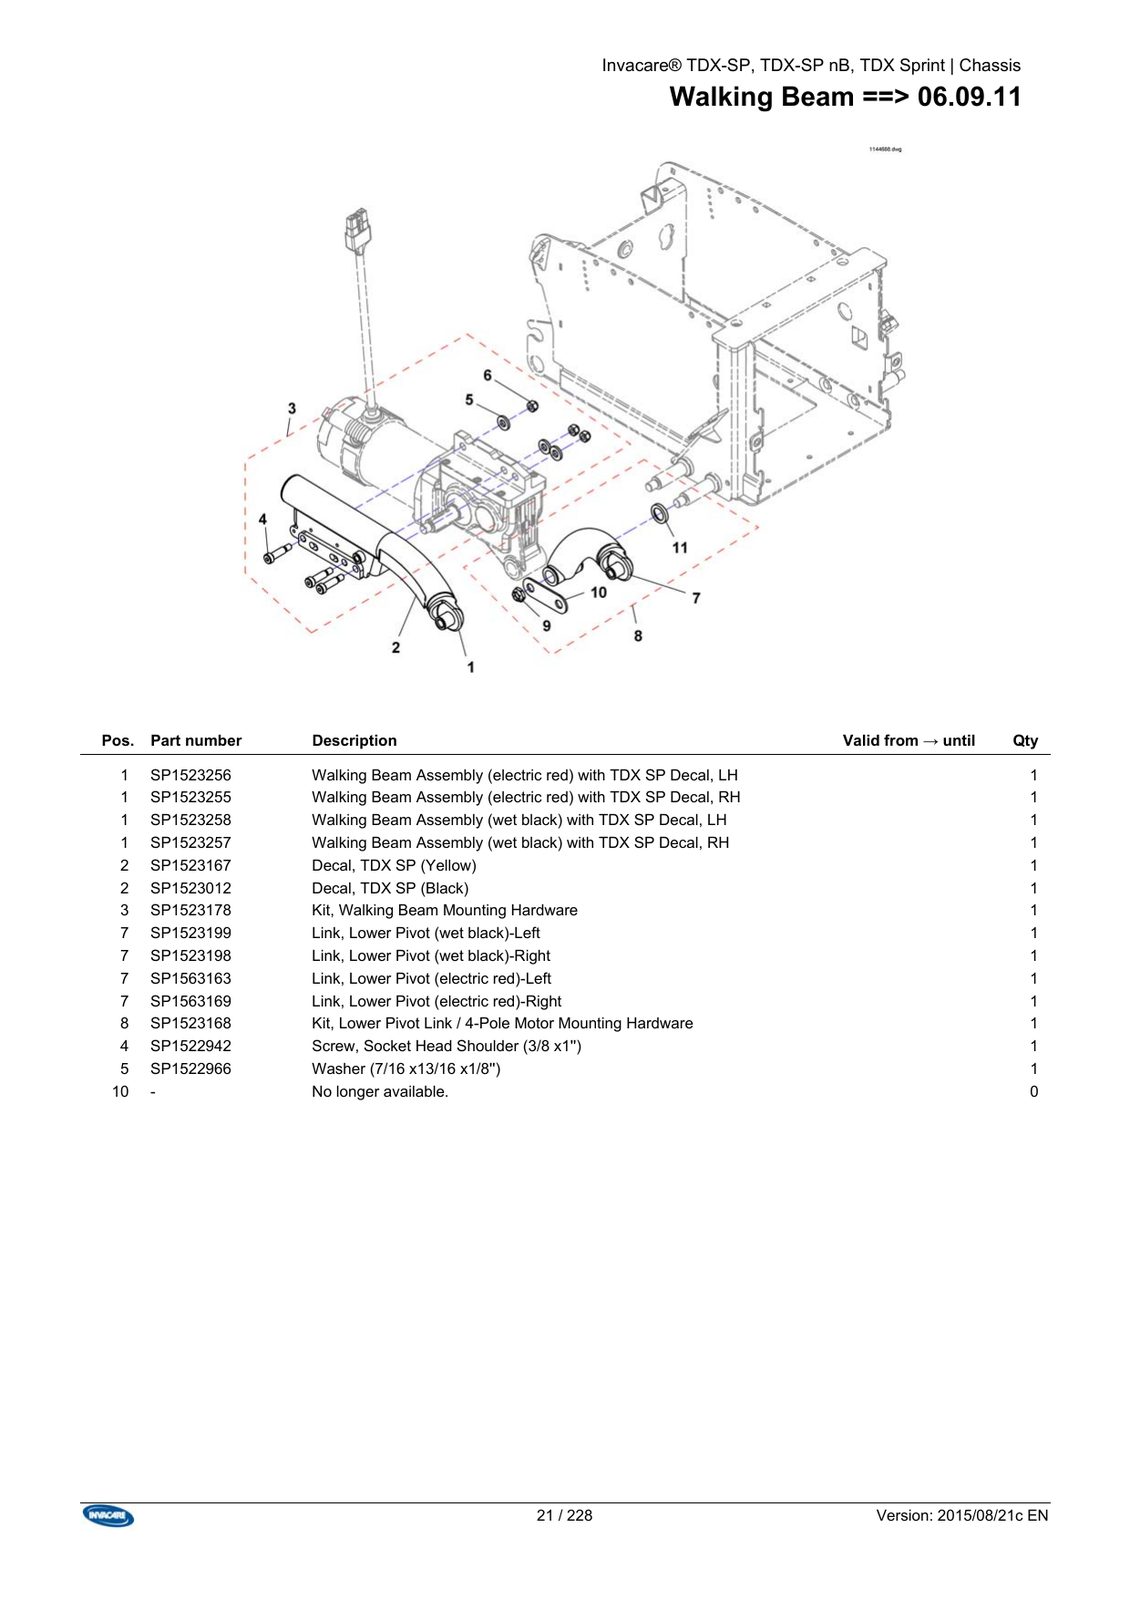 Invacare® TDX-SP, TDX-SP nB, TDX Sprint | Chassis
Walking Beam ==> 06.09.11
1144686.dwg
6
5
3
4
11
10
7
9
8
2
1
Pos. Part number Description Valid from → until Qty
1 SP1523256 Walking Beam Assembly (electric red) with TDX SP Decal, LH 1
1 SP1523255 Walking Beam Assembly (electric red) with TDX SP Decal, RH 1
1 SP1523258 Walking Beam Assembly (wet black) with TDX SP Decal, LH 1
1 SP1523257 Walking Beam Assembly (wet black) with TDX SP Decal, RH 1
2 SP1523167 Decal, TDX SP (Yellow) 1
2 SP1523012 Decal, TDX SP (Black) 1
3 SP1523178 Kit, Walking Beam Mounting Hardware 1
7 SP1523199 Link, Lower Pivot (wet black)-Left 1
7 SP1523198 Link, Lower Pivot (wet black)-Right 1
7 SP1563163 Link, Lower Pivot (electric red)-Left 1
7 SP1563169 Link, Lower Pivot (electric red)-Right 1
8 SP1523168 Kit, Lower Pivot Link / 4-Pole Motor Mounting Hardware 1
4 SP1522942 Screw, Socket Head Shoulder (3/8 x1") 1
5 SP1522966 Washer (7/16 x13/16 x1/8") 1
10 - No longer available. 0
INVACARE
21 / 228
Version: 2015/08/21c EN